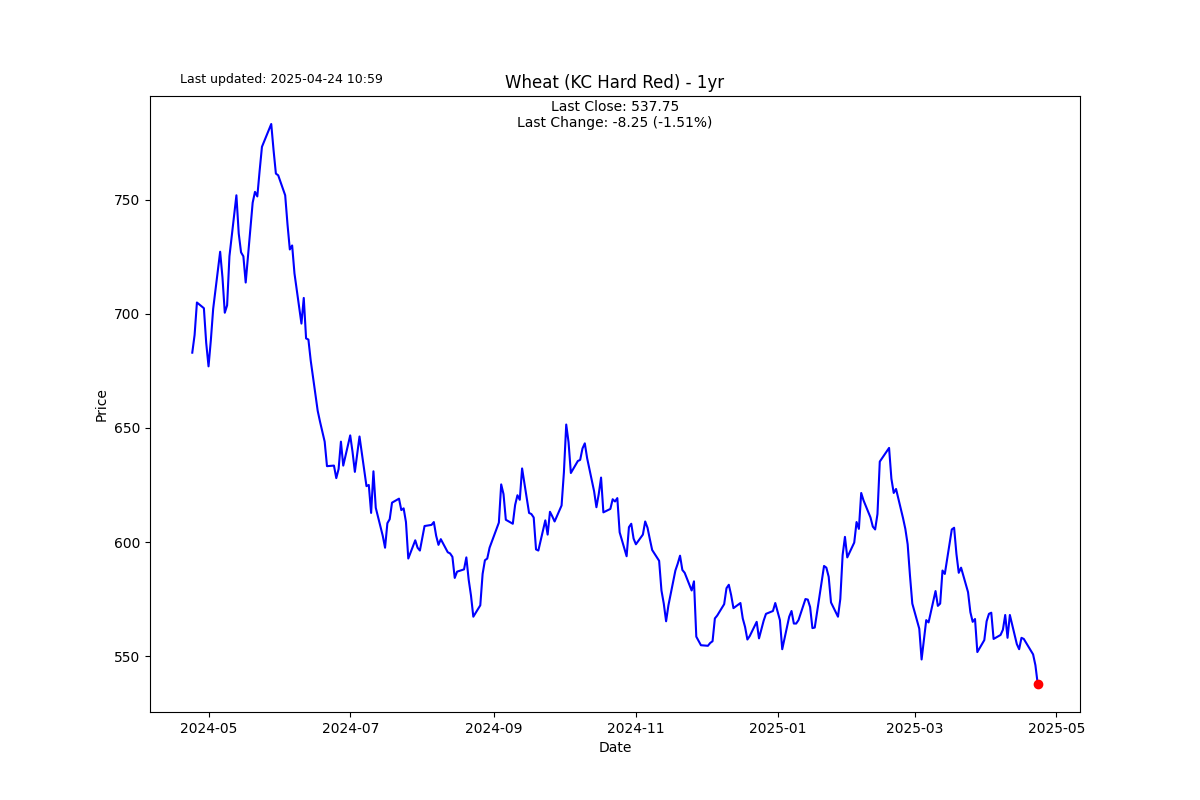 Last updated: 2025-04-24 10:59
Wheat (KC Hard Red) - 1yr
Last Close: 537.75
Last Change: -8.25 (-1.51%)
Price
750
700
650
600
550
2024-05
2024-07
2024-09
2024-11
2025-01
2025-03
2025-05
Date